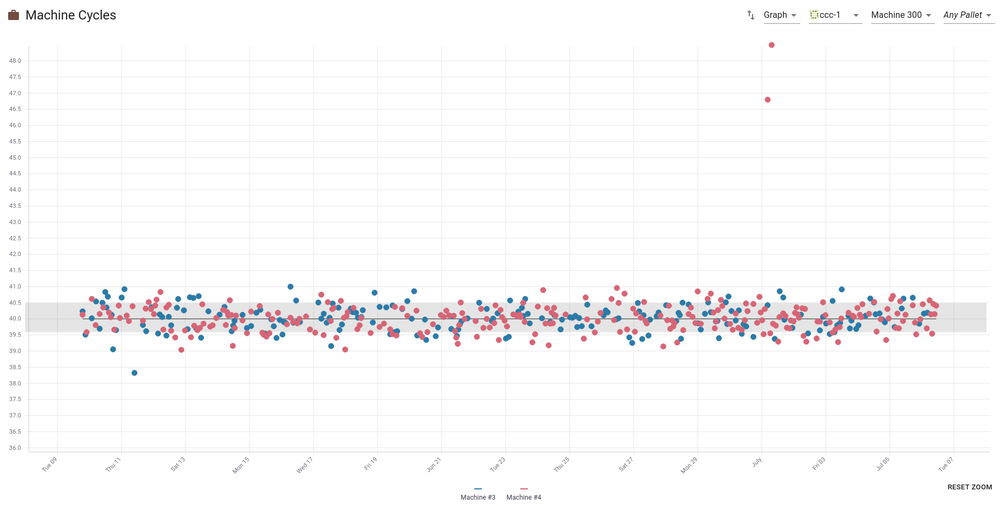 Machine Cycles
Graph
ccc-1
Machine 300
Any Pallet
48.0
47.5
47.0
46.5
46.0
45.5
45.0
44.5
44.0
43.5
43.0
42.5
42.0
41.5
41.0
40.5
40.0
39.5
39.0
38.5
38.0
37.5
37.0
36.5
36.0
Tue 09
Thu 11
Sat 13
Mon 15
Wed 17
Fri 19
Jun 21
Tue 23
Thu 25
Sat 27
Mon 29
July
Fri 03
Jul 05
Tue 07
RESET ZOOM
Machine #3
Machine #4